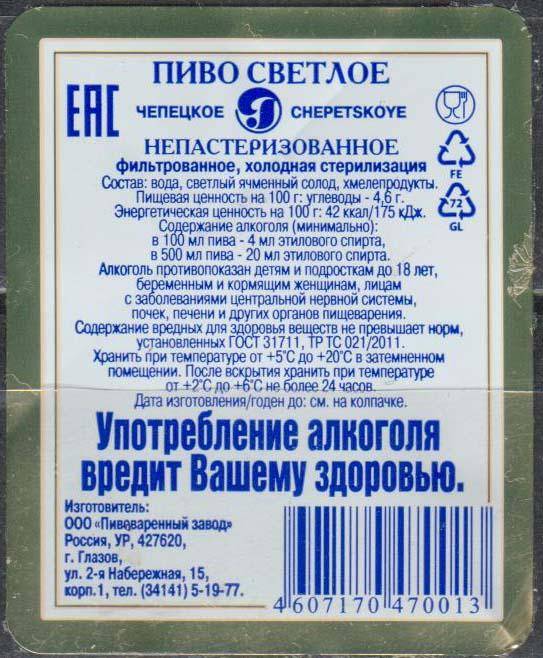 ПИВО СВЕТЛОЕ
EAC ЧЕПЕЦКОЕ CHEPETSKOYE
НЕПАСТЕРИЗОВАННОЕ
фильтрованное, холодная стерилизация
FE
Состав: вода, светлый ячменный солод, хмелепродукты.
Пищевая ценность на 100 г: углеводы - 4,6 г.
72
Энергетическая ценность на 100 г: 42 ккал/175 кДж.
GL
Содержание алкоголя (минимально):
в 100 мл пива - 4 мл этилового спирта,
в 500 мл пива - 20 мл этилового спирта.
Алкоголь противопоказан детям и подросткам до 18 лет,
беременным и кормящим женщинам, лицам
с заболеваниями центральной нервной системы,
почек, печени и других органов пищеварения.
Содержание вредных для здоровья веществ не превышает норм,
установленных ГОСТ 31711, ТР ТС 021/2011.
Хранить при температуре от +5°С до +20°С в затемненном
помещении. После вскрытия хранить при температуре
от +2°С до +6°С не более 24 часов.
Дата изготовления/годен до: см. на колпачке.
Употребление алкоголя
вредит Вашему здоровью.
Изготовитель:
ООО «Пивоваренный завод»
Россия, УР, 427620,
г. Глазов,
ул. 2-я Набережная, 15,
корп.1, тел. (34141) 5-19-77.
4 607170 470013